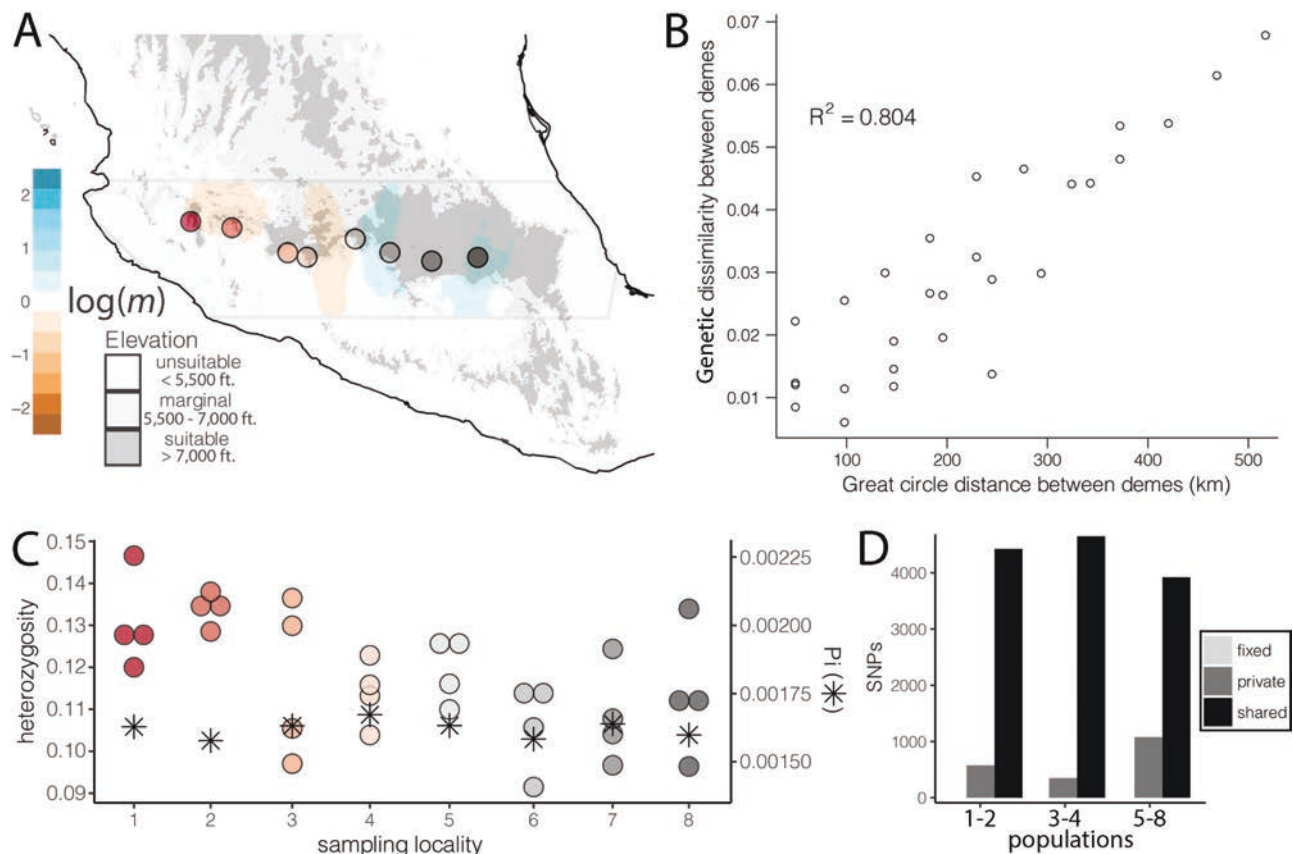 A
2
1
0
−1
−2
log(m)
Elevation
unsuitable
< 5,500 ft.
marginal
5,500 - 7,000 ft.
suitable
> 7,000 ft.
B
Genetic dissimilarity between demes
0.07
0.06
0.05
0.04
0.03
0.02
0.01
R² = 0.804
100 200 300 400 500
Great circle distance between demes (km)
C
heterozygosity
0.15
0.14
0.13
0.12
0.11
0.10
0.09
0.00225
0.00200
0.00175
0.00150
Pi (✳)
1 2 3 4 5 6 7 8
sampling locality
D
SNPs
4000
3000
2000
1000
0
1-2 3-4 5-8
populations
fixed
private
shared